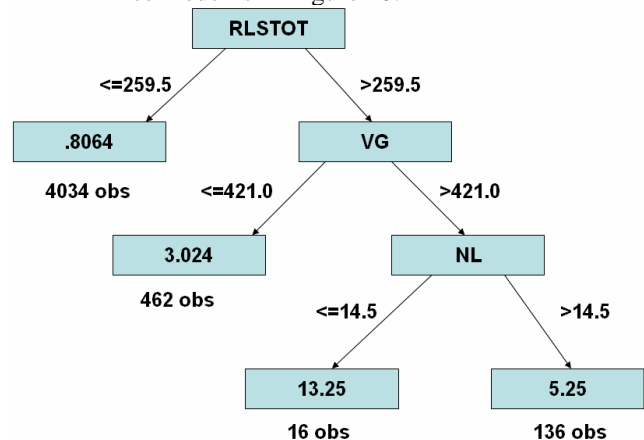 RLSTOT
<=259.5
>259.5
.8064
VG
4034 obs
<=421.0
>421.0
3.024
NL
462 obs
<=14.5
>14.5
13.25
5.25
16 obs
136 obs